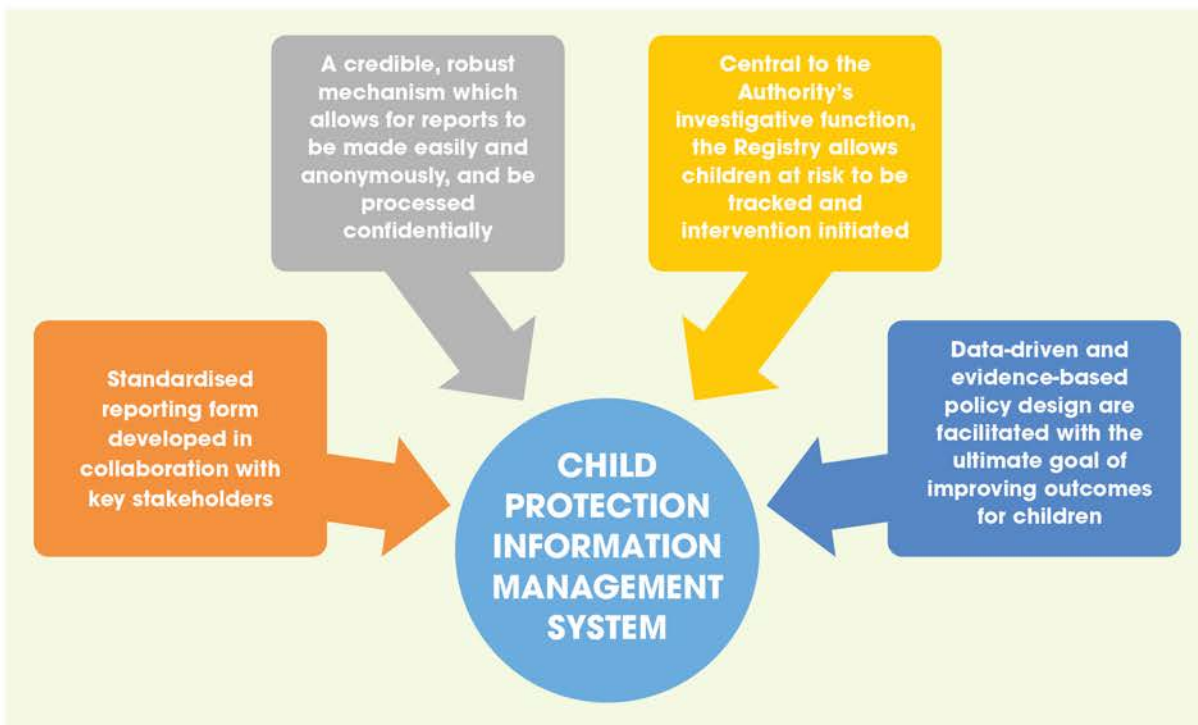 A credible, robust
mechanism which
allows for reports to
be made easily and
anonymously, and be
processed
confidentially
Central to the
Authority's
investigative function,
the Registry allows
children at risk to be
tracked and
intervention initiated
Standardised
reporting form
developed in
collaboration with
key stakeholders
Data-driven and
evidence-based
policy design are
facilitated with the
ultimate goal of
improving outcomes
for children
CHILD
PROTECTION
INFORMATION
MANAGEMENT
SYSTEM